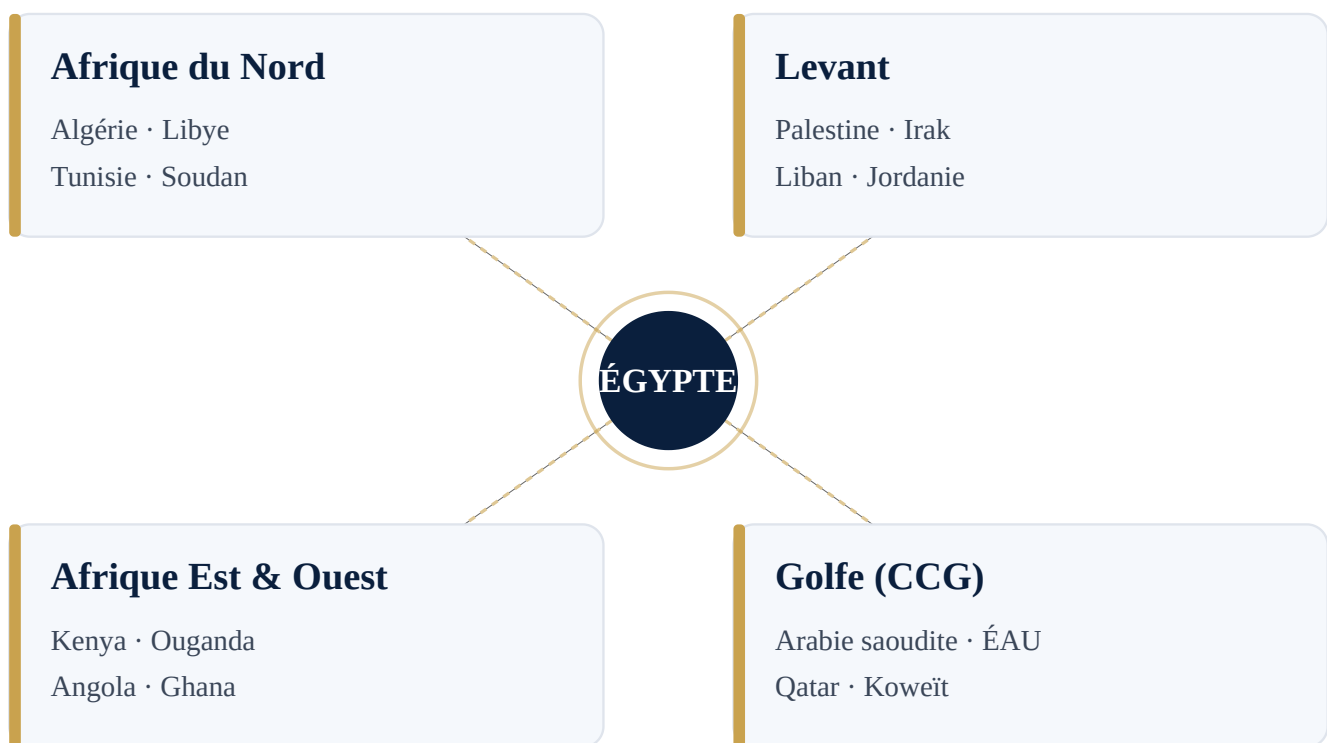 Afrique du Nord
Algérie · Libye
Tunisie · Soudan
Levant
Palestine · Irak
Liban · Jordanie
ÉGYPTE
Afrique Est & Ouest
Kenya · Ouganda
Angola · Ghana
Golfe (CCG)
Arabie saoudite · ÉAU
Qatar · Koweït